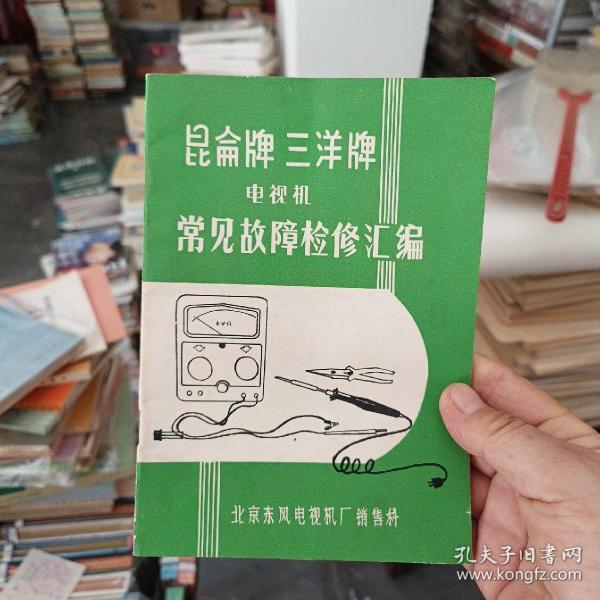 昆仑牌 三洋牌
电视机
常见故障检修汇编
A-V-Ω
北京东风电视机厂销售科
孔夫子旧书网
www.kongfz.com